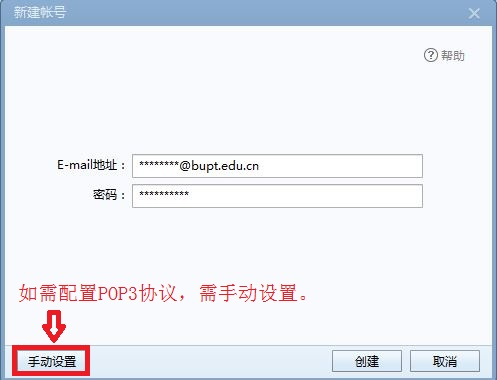 新建帐号
帮助
E-mail地址：********@bupt.edu.cn
密码：**********
如需配置POP3协议，需手动设置。
手动设置 创建 取消